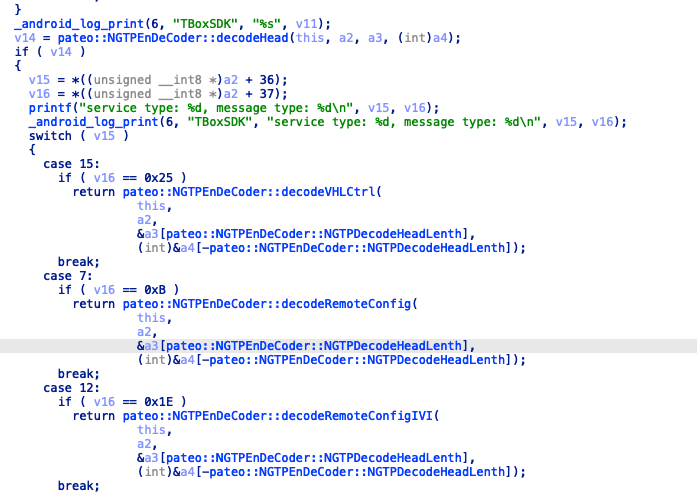 }
_android_log_print(6, "TBoxSDK", "%s", v11);
v14 = pateo::NGTPEnDeCoder::decodeHead(this, a2, a3, (int)a4);
if ( v14 )
{
v15 = *((unsigned __int8 *)a2 + 36);
v16 = *((unsigned __int8 *)a2 + 37);
printf("service type: %d, message type: %d\n", v15, v16);
_android_log_print(6, "TBoxSDK", "service type: %d, message type: %d\n", v15, v16);
switch ( v15 )
{
case 15:
if ( v16 == 0x25 )
return pateo::NGTPEnDeCoder::decodeVHLCtrl(
this,
a2,
&a3[pateo::NGTPEnDeCoder::NGTPDecodeHeadLenth],
(int)&a4[-pateo::NGTPEnDeCoder::NGTPDecodeHeadLenth]);
break;
case 7:
if ( v16 == 0xB )
return pateo::NGTPEnDeCoder::decodeRemoteConfig(
this,
a2,
&a3[pateo::NGTPEnDeCoder::NGTPDecodeHeadLenth],
(int)&a4[-pateo::NGTPEnDeCoder::NGTPDecodeHeadLenth]);
break;
case 12:
if ( v16 == 0x1E )
return pateo::NGTPEnDeCoder::decodeRemoteConfigIVI(
this,
a2,
&a3[pateo::NGTPEnDeCoder::NGTPDecodeHeadLenth],
(int)&a4[-pateo::NGTPEnDeCoder::NGTPDecodeHeadLenth]);
break;